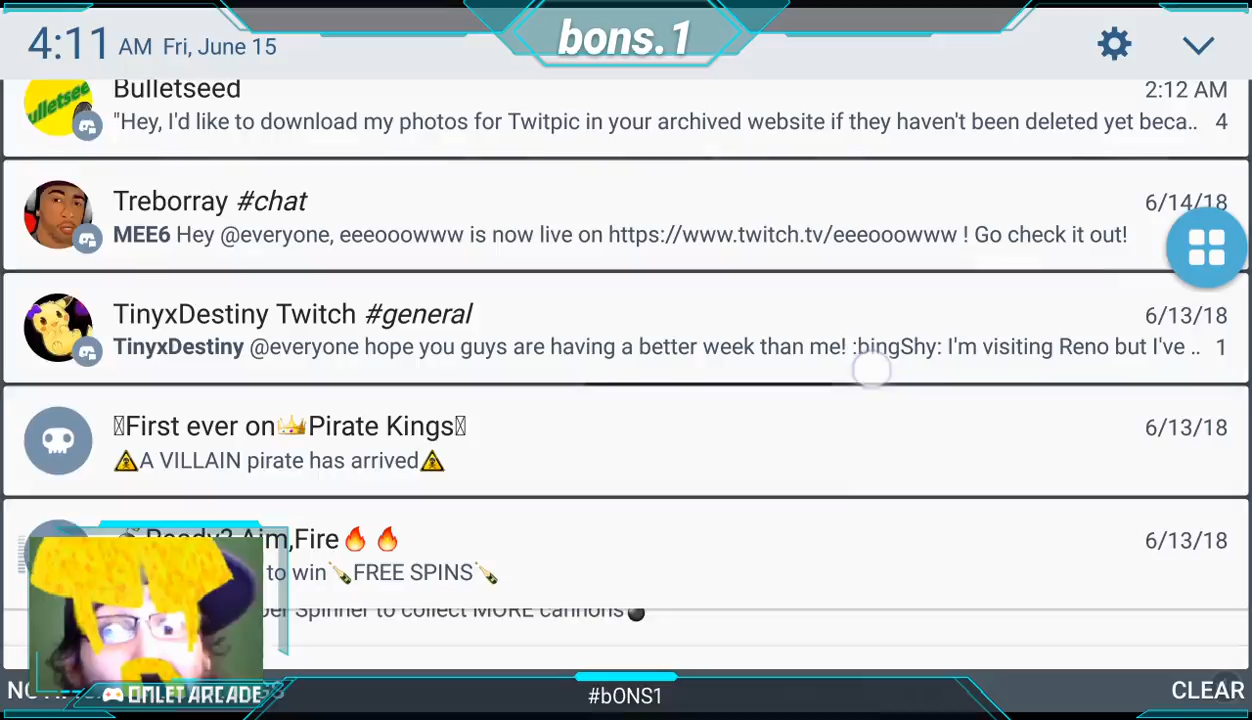 4:11 AM Fri, June 15
bons.1
Bulletseed 2:12 AM
ulletsee
"Hey, I'd like to download my photos for Twitpic in your archived website if they haven't been deleted yet beca.. 4
Treborray #chat 6/14/18
MEE6 Hey @everyone, eeeooowww is now live on https://www.twitch.tv/eeeooowww ! Go check it out!
TinyxDestiny Twitch #general 6/13/18
TinyxDestiny @everyone hope you guys are having a better week than me! :bingShy: I'm visiting Reno but I've .. 1
First ever on👑Pirate Kings 6/13/18
⚠A VILLAIN pirate has arrived⚠
Ready? Aim,Fire🔥🔥 6/13/18
to win🍾FREE SPINS🍾
Spinner to collect MORE cannons💣
OMLET ARCADE
#bONS1
CLEAR